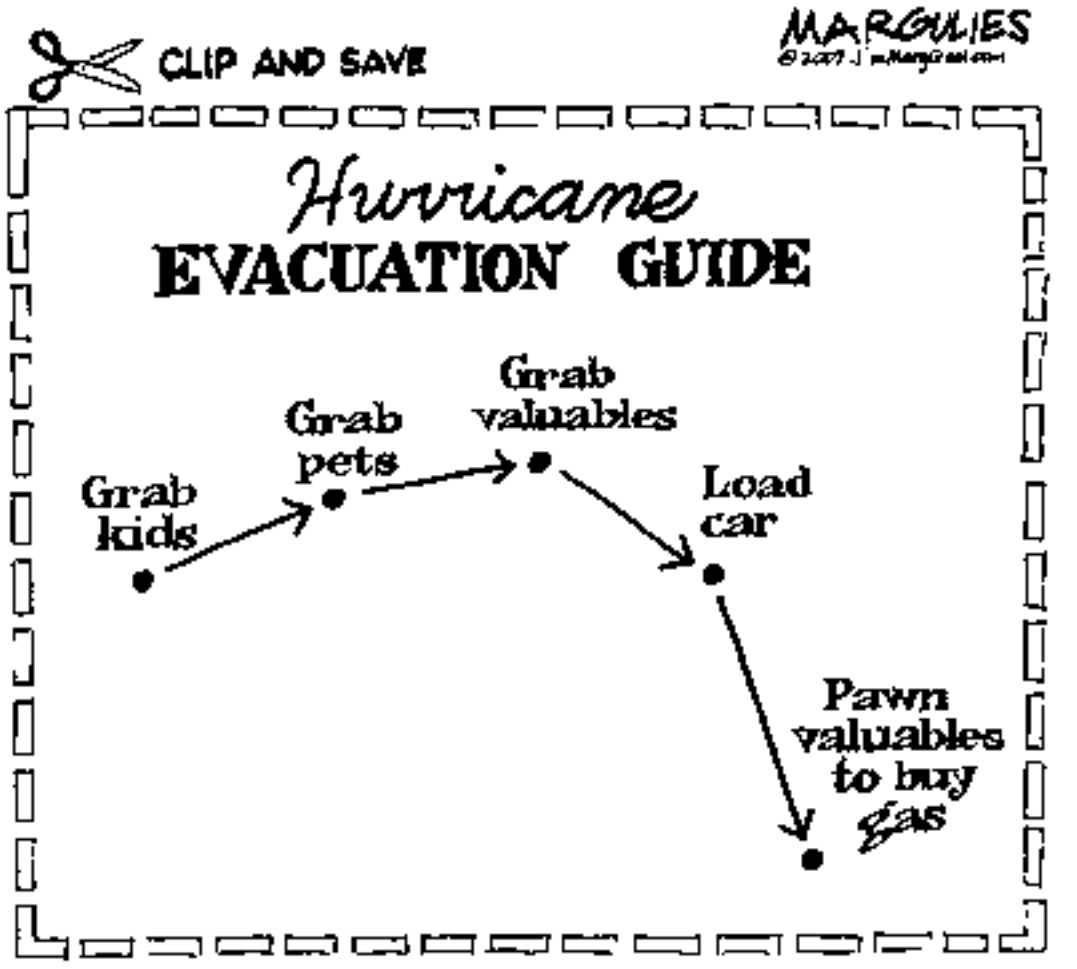 CLIP AND SAVE
MARGULIES
© 2007
Hurricane
EVACUATION GUIDE
Grab
kids
Grab
pets
Grab
valuables
Load
car
Pawn
valuables
to buy
gas